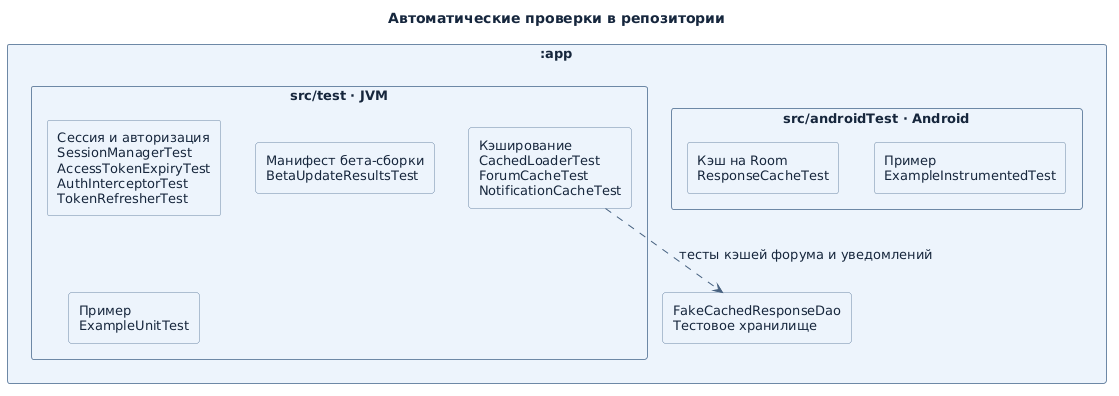 Автоматические проверки в репозитории
:app
src/test · JVM
Сессия и авторизация
SessionManagerTest
AccessTokenExpiryTest
AuthInterceptorTest
TokenRefresherTest
Манифест бета-сборки
BetaUpdateResultsTest
Кэширование
CachedLoaderTest
ForumCacheTest
NotificationCacheTest
src/androidTest · Android
Кэш на Room
ResponseCacheTest
Пример
ExampleInstrumentedTest
тесты кэшей форума и уведомлений
Пример
ExampleUnitTest
FakeCachedResponseDao
Тестовое хранилище